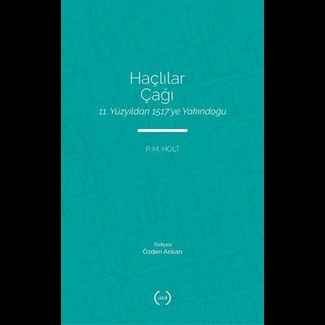 Haçlılar
Çağı
11. Yüzyıldan 1517'ye Yakındoğu
P. M. HOLT
Türkçesi
Özden Arıkan